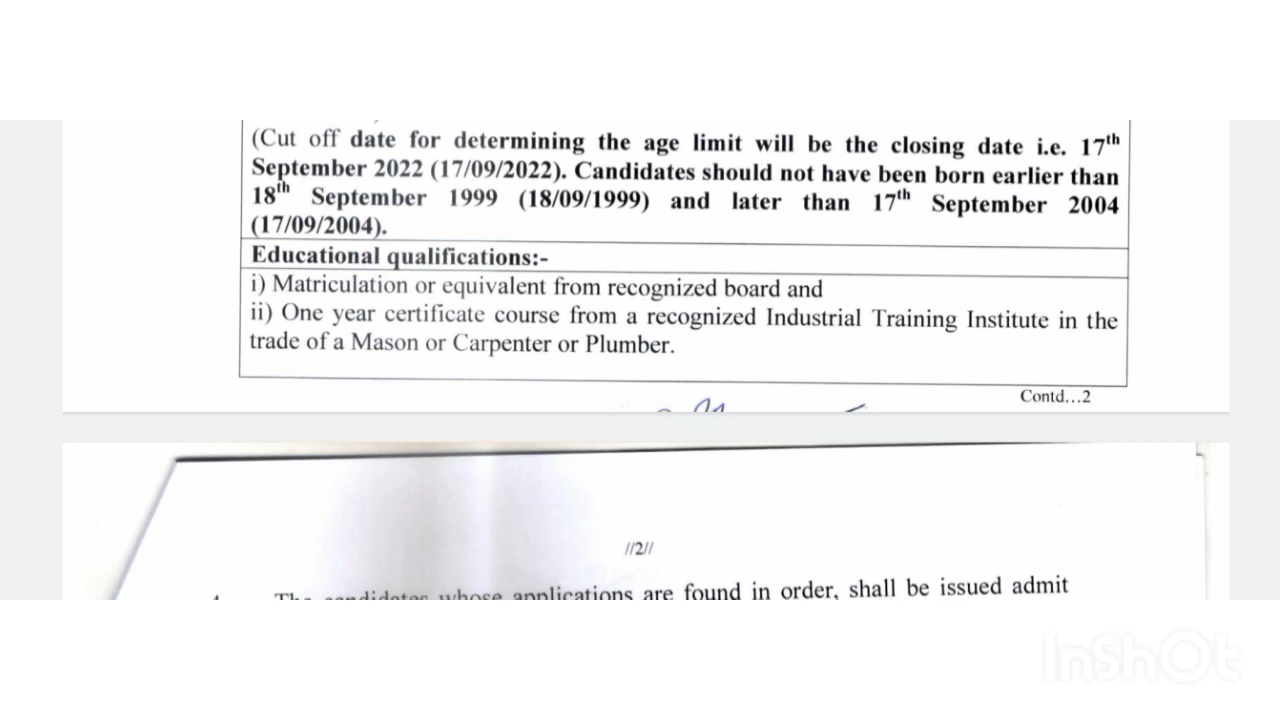 (Cut off date for determining the age limit will be the closing date i.e. 17th
September 2022 (17/09/2022). Candidates should not have been born earlier than
18th September 1999 (18/09/1999) and later than 17th September 2004
(17/09/2004).
Educational qualifications:-
i) Matriculation or equivalent from recognized board and
ii) One year certificate course from a recognized Industrial Training Institute in the
trade of a Mason or Carpenter or Plumber.
Contd...2
//2//
The candidates whose applications are found in order, shall be issued admit
InShOt